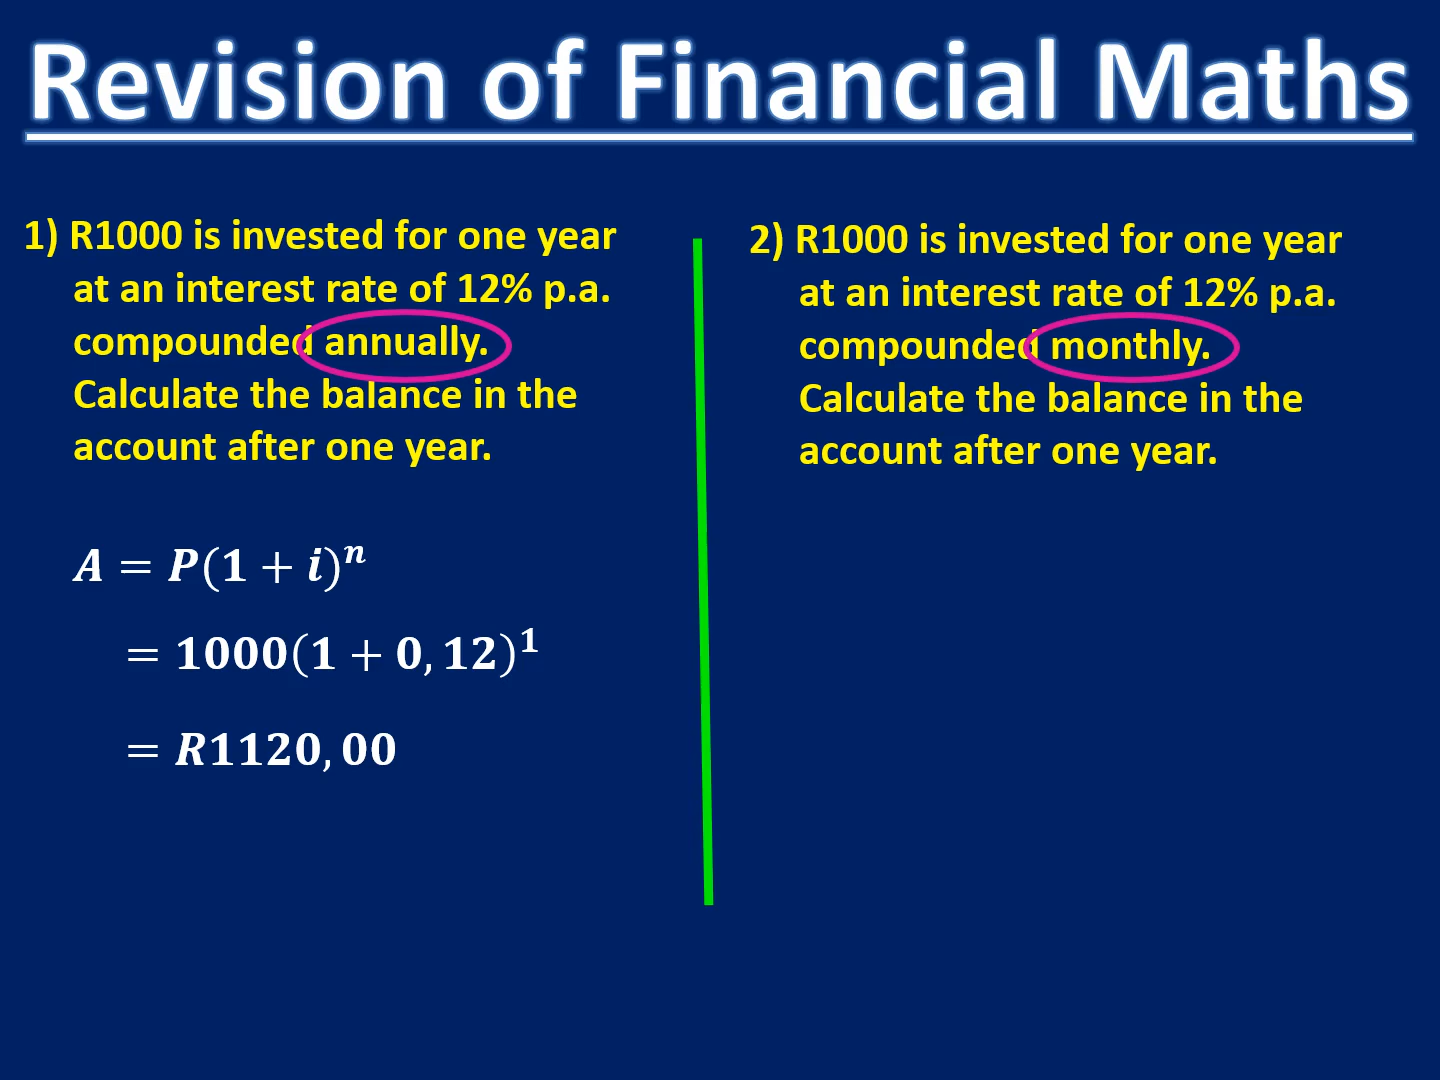 Revision of Financial Maths
1) R1000 is invested for one year
at an interest rate of 12% p.a.
compounded annually.
Calculate the balance in the
account after one year.
A = P(1 + i)ⁿ
= 1000(1 + 0,12)¹
= R1120,00
2) R1000 is invested for one year
at an interest rate of 12% p.a.
compounded monthly.
Calculate the balance in the
account after one year.